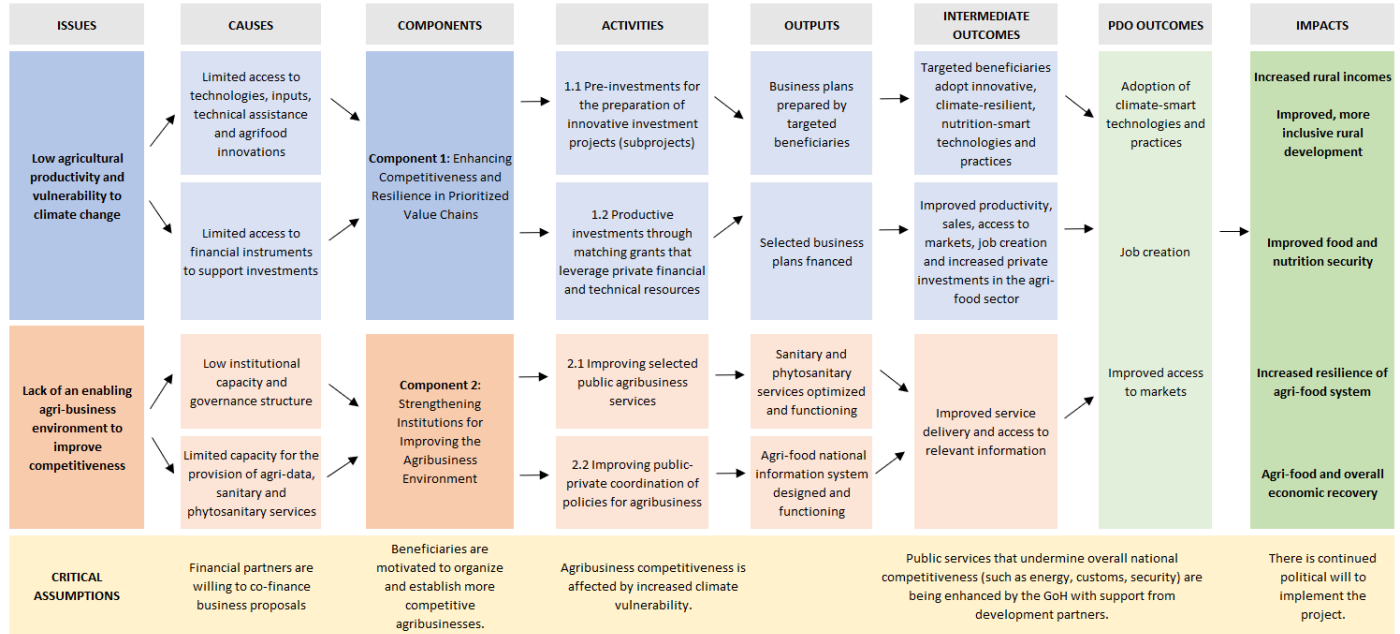 ISSUES
CAUSES
COMPONENTS
ACTIVITIES
OUTPUTS
INTERMEDIATE
OUTCOMES
PDO OUTCOMES
IMPACTS
Low agricultural
productivity and
vulnerability to
climate change
Limited access to
technologies, inputs,
technical assistance
and agrifood
innovations
Limited access to
financial instruments
to support investments
Component 1: Enhancing
Competitiveness and
Resilience in Prioritized
Value Chains
1.1 Pre-investments for
the preparation of
innovative investment
projects (subprojects)
1.2 Productive
investments through
matching grants that
leverage private financial
and technical resources
Business plans
prepared by
targeted
beneficiaries
Selected business
plans fnanced
Targeted beneficiaries
adopt innovative,
climate-resilient,
nutrition-smart
technologies and
practices
Improved productivity,
sales, access to
markets, job creation
and increased private
investments in the agri-
food sector
Lack of an enabling
agri-business
environment to
improve
competitiveness
Low institutional
capacity and
governance structure
Limited capacity for the
provision of agri-data,
sanitary and
phytosanitary services
Component 2:
Strengthening
Institutions for
Improving the
Agribusiness
Environment
2.1 Improving selected
public agribusiness
services
2.2 Improving public-
private coordination of
policies for agribusiness
Sanitary and
phytosanitary
services optimized
and functioning
Agri-food national
information system
designed and
functioning
Improved service
delivery and access to
relevant information
Adoption of
climate-smart
technologies and
practices
Job creation
Improved access
to markets
Increased rural incomes
Improved, more
inclusive rural
development
Improved food and
nutrition security
Increased resilience of
agri-food system
Agri-food and overall
economic recovery
CRITICAL
ASSUMPTIONS
Financial partners are
willing to co-finance
business proposals
Beneficiaries are
motivated to organize
and establish more
competitive
agribusinesses.
Agribusiness competitiveness is
affected by increased climate
vulnerability.
Public services that undermine overall national
competitiveness (such as energy, customs, security) are
being enhanced by the GoH with support from
development partners.
There is continued
political will to
implement the
project.